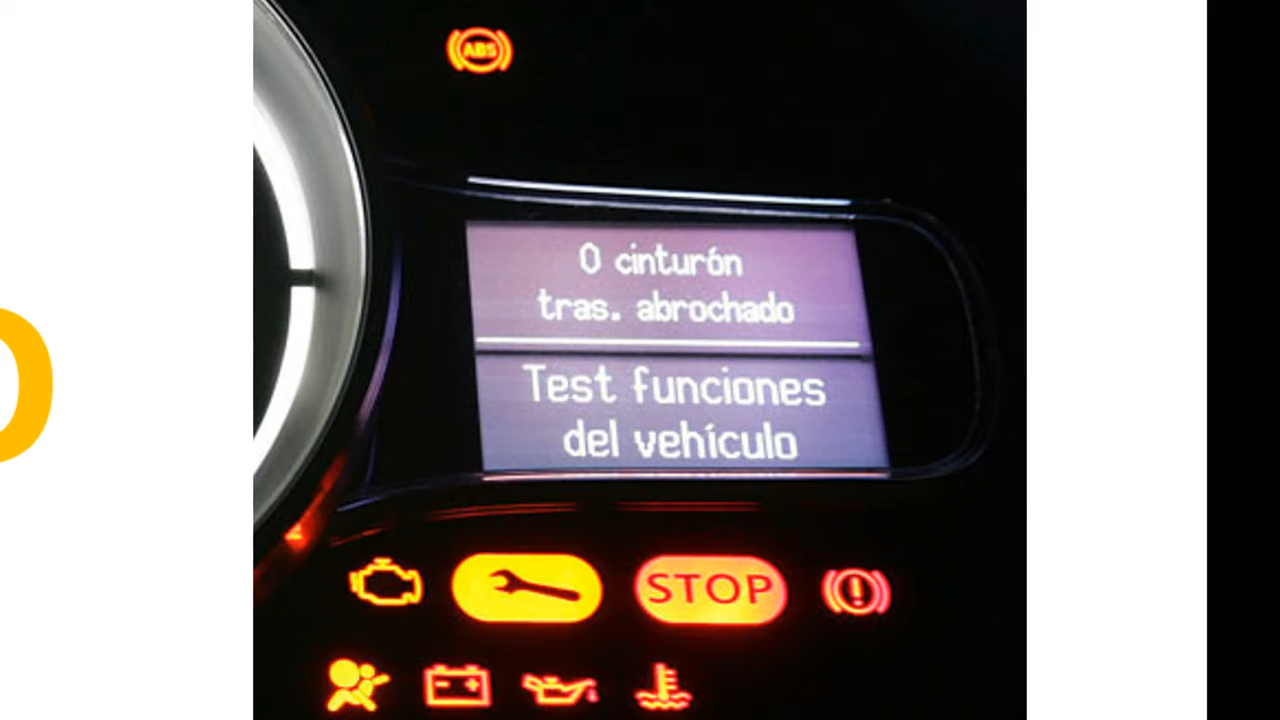 ABS
0 cinturón
tras. abrochado
Test funciones
del vehículo
STOP